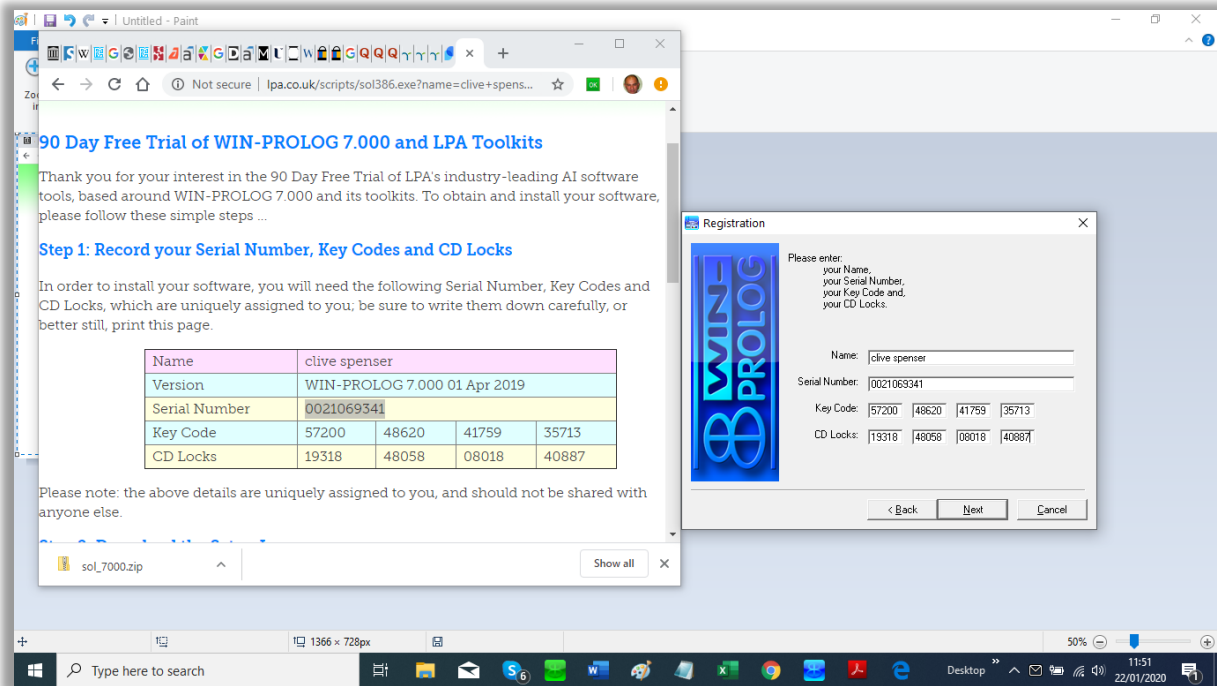 Untitled - Paint
Not secure | lpa.co.uk/scripts/sol386.exe?name=clive+spens...
90 Day Free Trial of WIN-PROLOG 7.000 and LPA Toolkits
Thank you for your interest in the 90 Day Free Trial of LPA's industry-leading AI software
tools, based around WIN-PROLOG 7.000 and its toolkits. To obtain and install your software,
please follow these simple steps ...
Step 1: Record your Serial Number, Key Codes and CD Locks
In order to install your software, you will need the following Serial Number, Key Codes and
CD Locks, which are uniquely assigned to you; be sure to write them down carefully, or
better still, print this page.
Name clive spenser
Version WIN-PROLOG 7.000 01 Apr 2019
Serial Number 0021069341
Key Code 57200 48620 41759 35713
CD Locks 19318 48058 08018 40887
Please note: the above details are uniquely assigned to you, and should not be shared with
anyone else.
sol_7000.zip
Show all
Registration
WIN-
PROLOG
Please enter:
your Name,
your Serial Number,
your Key Code and,
your CD Locks.
Name: clive spenser
Serial Number: 0021069341
Key Code: 57200 48620 41759 35713
CD Locks: 19318 48058 08018 40887
< Back Next Cancel
1366 × 728px
50%
Type here to search
Desktop
11:51
22/01/2020